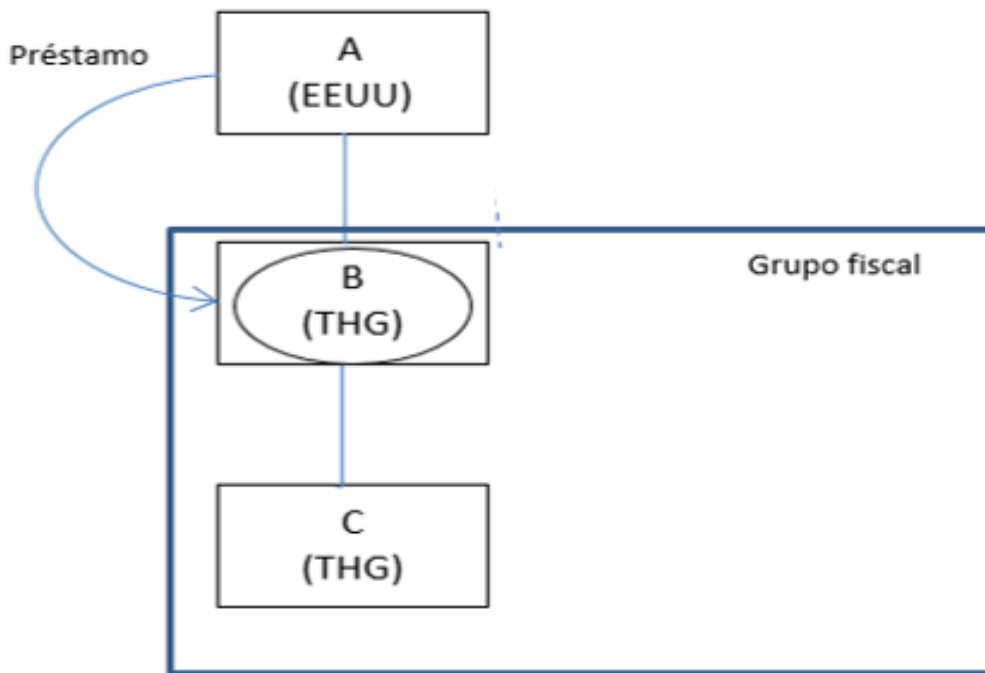 Préstamo
A
(EEUU)
B
(THG)
Grupo fiscal
C
(THG)